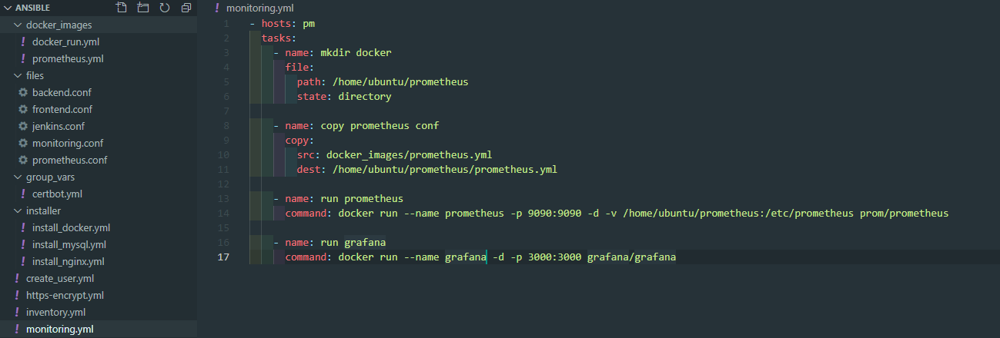 ANSIBLE
docker_images
! docker_run.yml
! prometheus.yml
files
backend.conf
frontend.conf
jenkins.conf
monitoring.conf
prometheus.conf
group_vars
! certbot.yml
installer
! install_docker.yml
! install_mysql.yml
! install_nginx.yml
! create_user.yml
! https-encrypt.yml
! inventory.yml
! monitoring.yml
! monitoring.yml
1 - hosts: pm
2 tasks:
3 - name: mkdir docker
4 file:
5 path: /home/ubuntu/prometheus
6 state: directory
7
8 - name: copy prometheus conf
9 copy:
10 src: docker_images/prometheus.yml
11 dest: /home/ubuntu/prometheus/prometheus.yml
12
13 - name: run prometheus
14 command: docker run --name prometheus -p 9090:9090 -d -v /home/ubuntu/prometheus:/etc/prometheus prom/prometheus
15
16 - name: run grafana
17 command: docker run --name grafana -d -p 3000:3000 grafana/grafana